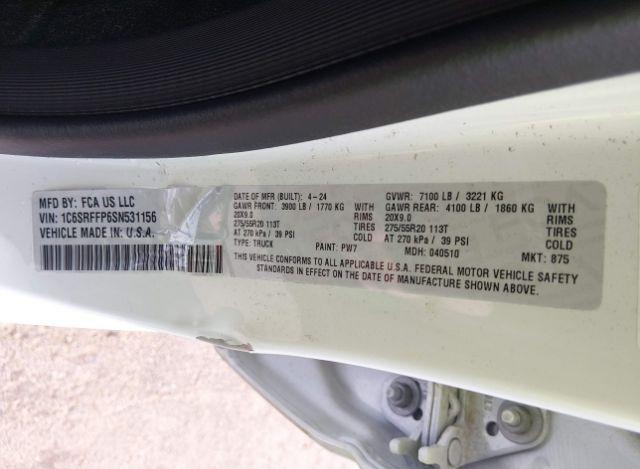 MFD BY: FCA US LLC
VIN: 1C6SRFFP6SN531156
VEHICLE MADE IN: U.S.A.
DATE OF MFR (BUILT): 4-24
GAWR FRONT: 3900 LB / 1770 KG WITH
20X9.0 RIMS
275/55R20 113T TIRES
AT 270 kPa / 39 PSI COLD
TYPE: TRUCK PAINT: PW7
GVWR: 7100 LB / 3221 KG
GAWR REAR: 4100 LB / 1860 KG WITH
20X9.0 RIMS
275/55R20 113T TIRES
AT 270 kPa / 39 PSI COLD
MDH: 040510 MKT: 875
THIS VEHICLE CONFORMS TO ALL APPLICABLE U.S.A. FEDERAL MOTOR VEHICLE SAFETY
STANDARDS IN EFFECT ON THE DATE OF MANUFACTURE SHOWN ABOVE.